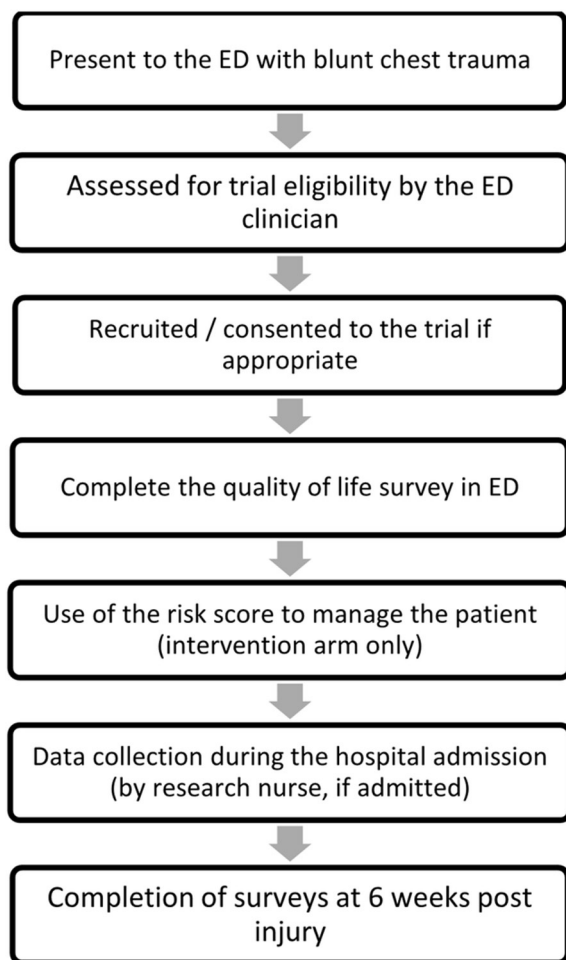 Present to the ED with blunt chest trauma
Assessed for trial eligibility by the ED
clinician
Recruited / consented to the trial if
appropriate
Complete the quality of life survey in ED
Use of the risk score to manage the patient
(intervention arm only)
Data collection during the hospital admission
(by research nurse, if admitted)
Completion of surveys at 6 weeks post
injury